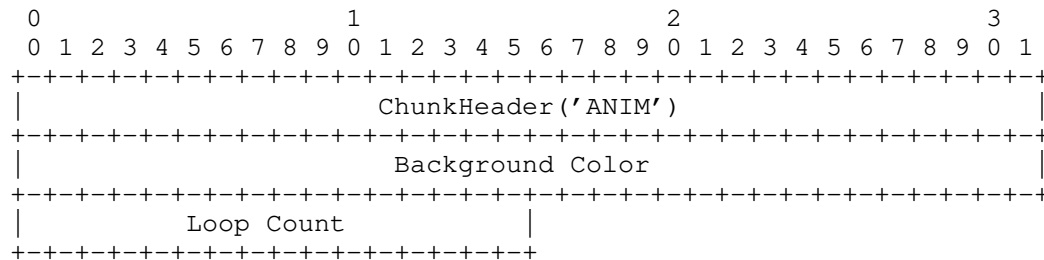 0                   1                   2                   3
 0 1 2 3 4 5 6 7 8 9 0 1 2 3 4 5 6 7 8 9 0 1 2 3 4 5 6 7 8 9 0 1
+-+-+-+-+-+-+-+-+-+-+-+-+-+-+-+-+-+-+-+-+-+-+-+-+-+-+-+-+-+-+-+-+
|                      ChunkHeader('ANIM')                      |
+-+-+-+-+-+-+-+-+-+-+-+-+-+-+-+-+-+-+-+-+-+-+-+-+-+-+-+-+-+-+-+-+
|                       Background Color                        |
+-+-+-+-+-+-+-+-+-+-+-+-+-+-+-+-+-+-+-+-+-+-+-+-+-+-+-+-+-+-+-+-+
|          Loop Count           |
+-+-+-+-+-+-+-+-+-+-+-+-+-+-+-+-+